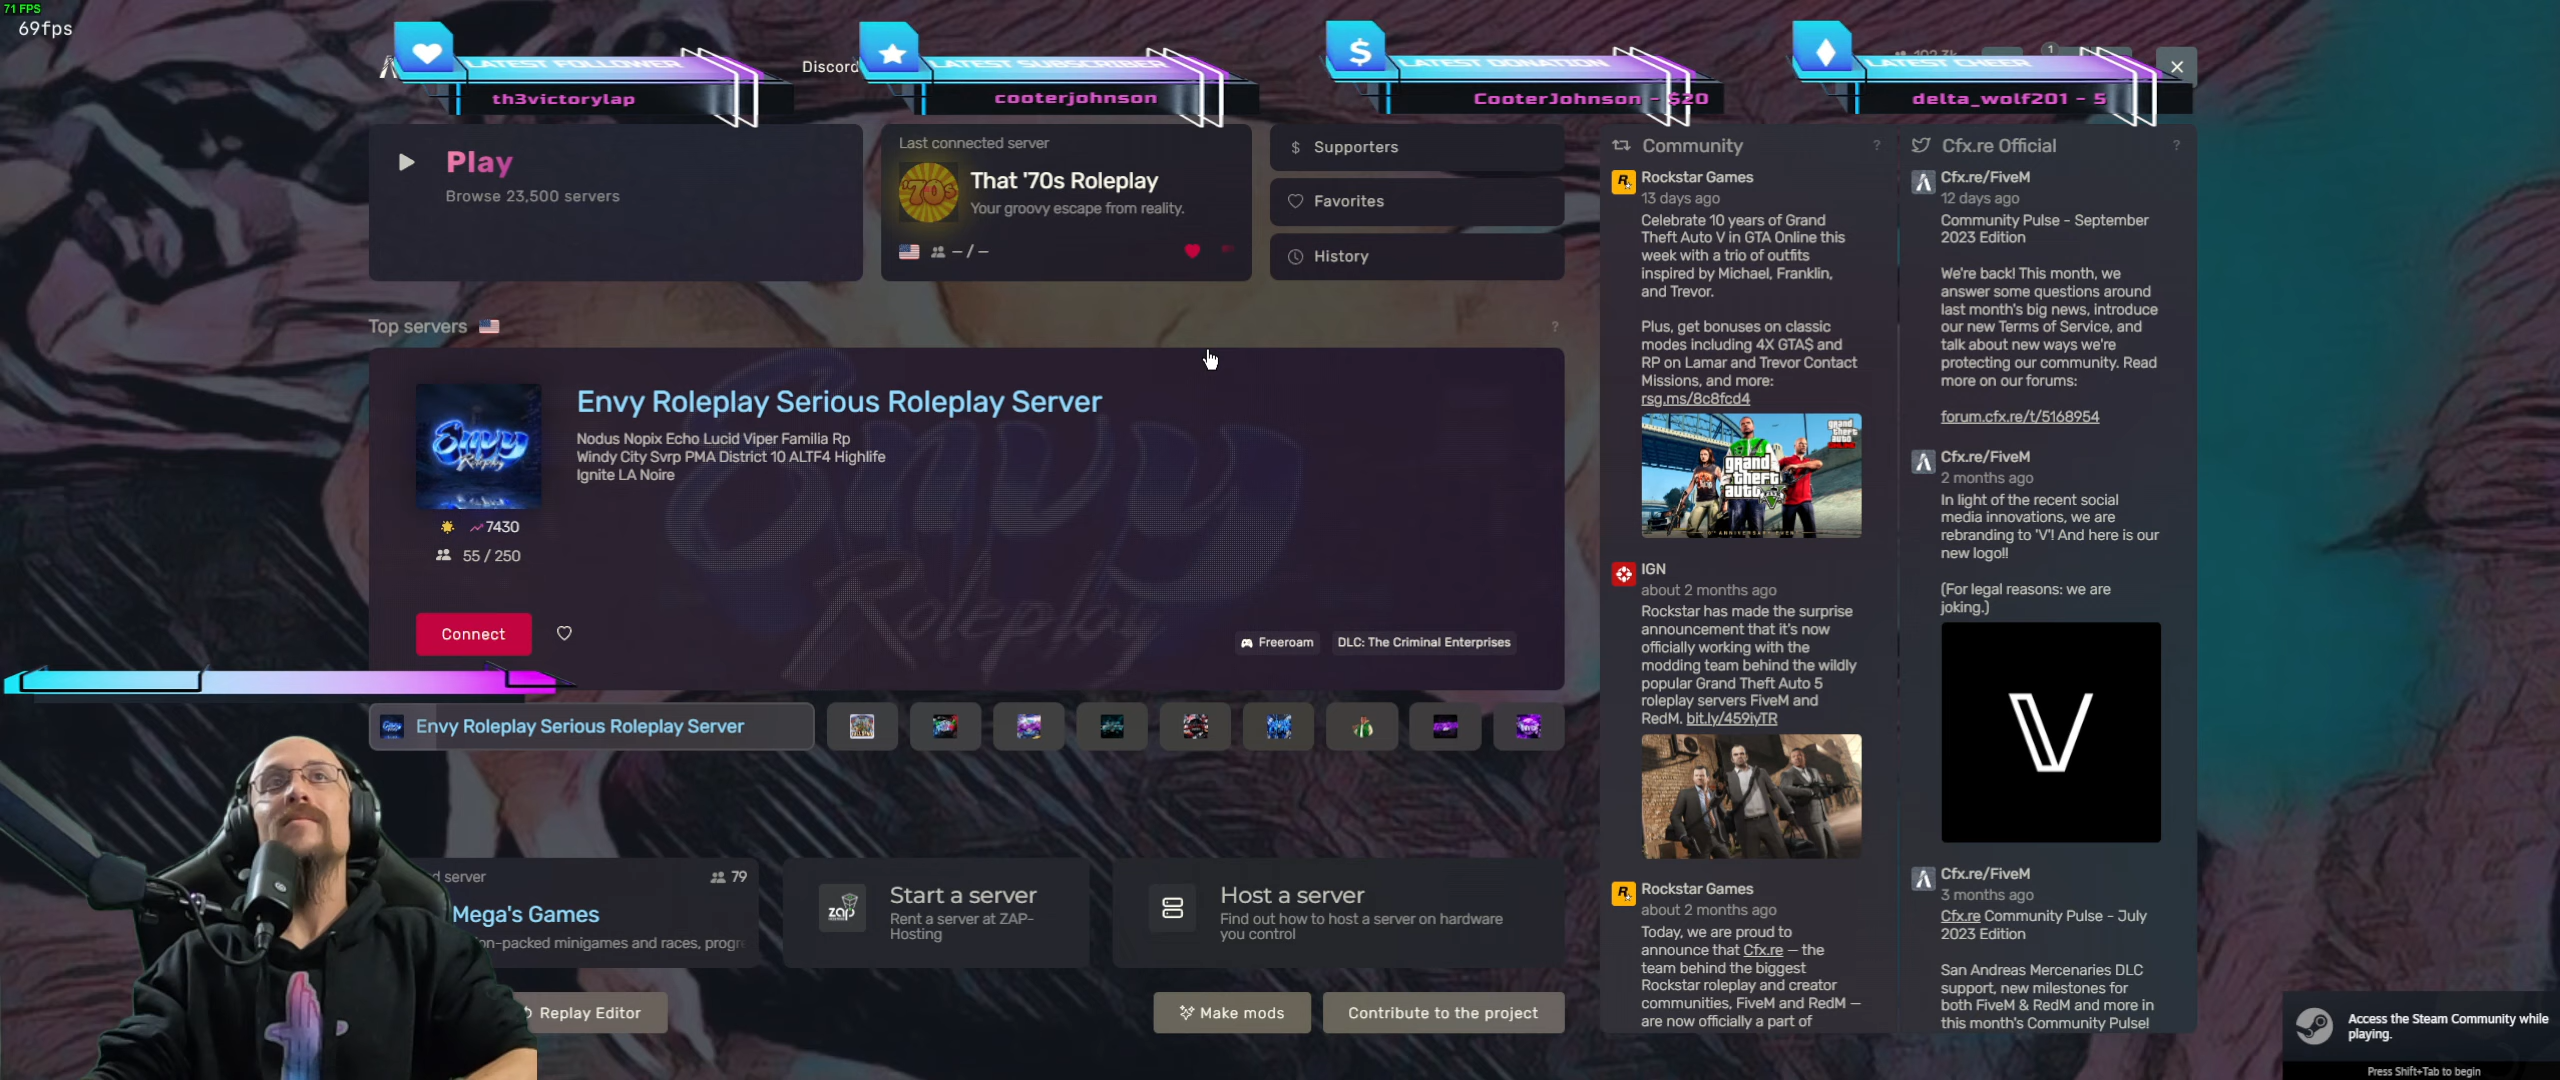 71 FPS
69fps
LATEST FOLLOWER
th3victorylap
Discord
LATEST SUBSCRIBER
cooterjohnson
LATEST DONATION
CooterJohnson - $20
LATEST CHEER
delta_wolf201 - 5
1
Play
Browse 23,500 servers
Last connected server
That '70s Roleplay
Your groovy escape from reality.
– / –
Supporters
Favorites
History
Top servers
?
Envy Roleplay Serious Roleplay Server
Nodus Nopix Echo Lucid Viper Familia Rp
Windy City Svrp PMA District 10 ALTF4 Highlife
Ignite LA Noire
Envy
Roleplay
7430
55 / 250
Connect
Freeroam
DLC: The Criminal Enterprises
Envy Roleplay Serious Roleplay Server
d server
79
Mega's Games
on-packed minigames and races, progr
zap
Start a server
Rent a server at ZAP-
Hosting
Host a server
Find out how to host a server on hardware
you control
Replay Editor
Make mods
Contribute to the project
Community
?
Rockstar Games
13 days ago
Celebrate 10 years of Grand
Theft Auto V in GTA Online this
week with a trio of outfits
inspired by Michael, Franklin,
and Trevor.
Plus, get bonuses on classic
modes including 4X GTA$ and
RP on Lamar and Trevor Contact
Missions, and more:
rsg.ms/8c8fcd4
grand
theft
auto
IGN
about 2 months ago
Rockstar has made the surprise
announcement that it's now
officially working with the
modding team behind the wildly
popular Grand Theft Auto 5
roleplay servers FiveM and
RedM. bit.ly/459iyTR
Rockstar Games
about 2 months ago
Today, we are proud to
announce that Cfx.re — the
team behind the biggest
Rockstar roleplay and creator
communities, FiveM and RedM —
are now officially a part of
Cfx.re Official
?
Cfx.re/FiveM
12 days ago
Community Pulse - September
2023 Edition
We're back! This month, we
answer some questions around
last month's big news, introduce
our new Terms of Service, and
talk about new ways we're
protecting our community. Read
more on our forums:
forum.cfx.re/t/5168954
Cfx.re/FiveM
2 months ago
In light of the recent social
media innovations, we are
rebranding to 'V'! And here is our
new logo!!
(For legal reasons: we are
joking.)
V
Cfx.re/FiveM
3 months ago
Cfx.re Community Pulse - July
2023 Edition
San Andreas Mercenaries DLC
support, new milestones for
both FiveM & RedM and more in
this month's Community Pulse!
Access the Steam Community while
playing.
Press Shift+Tab to begin